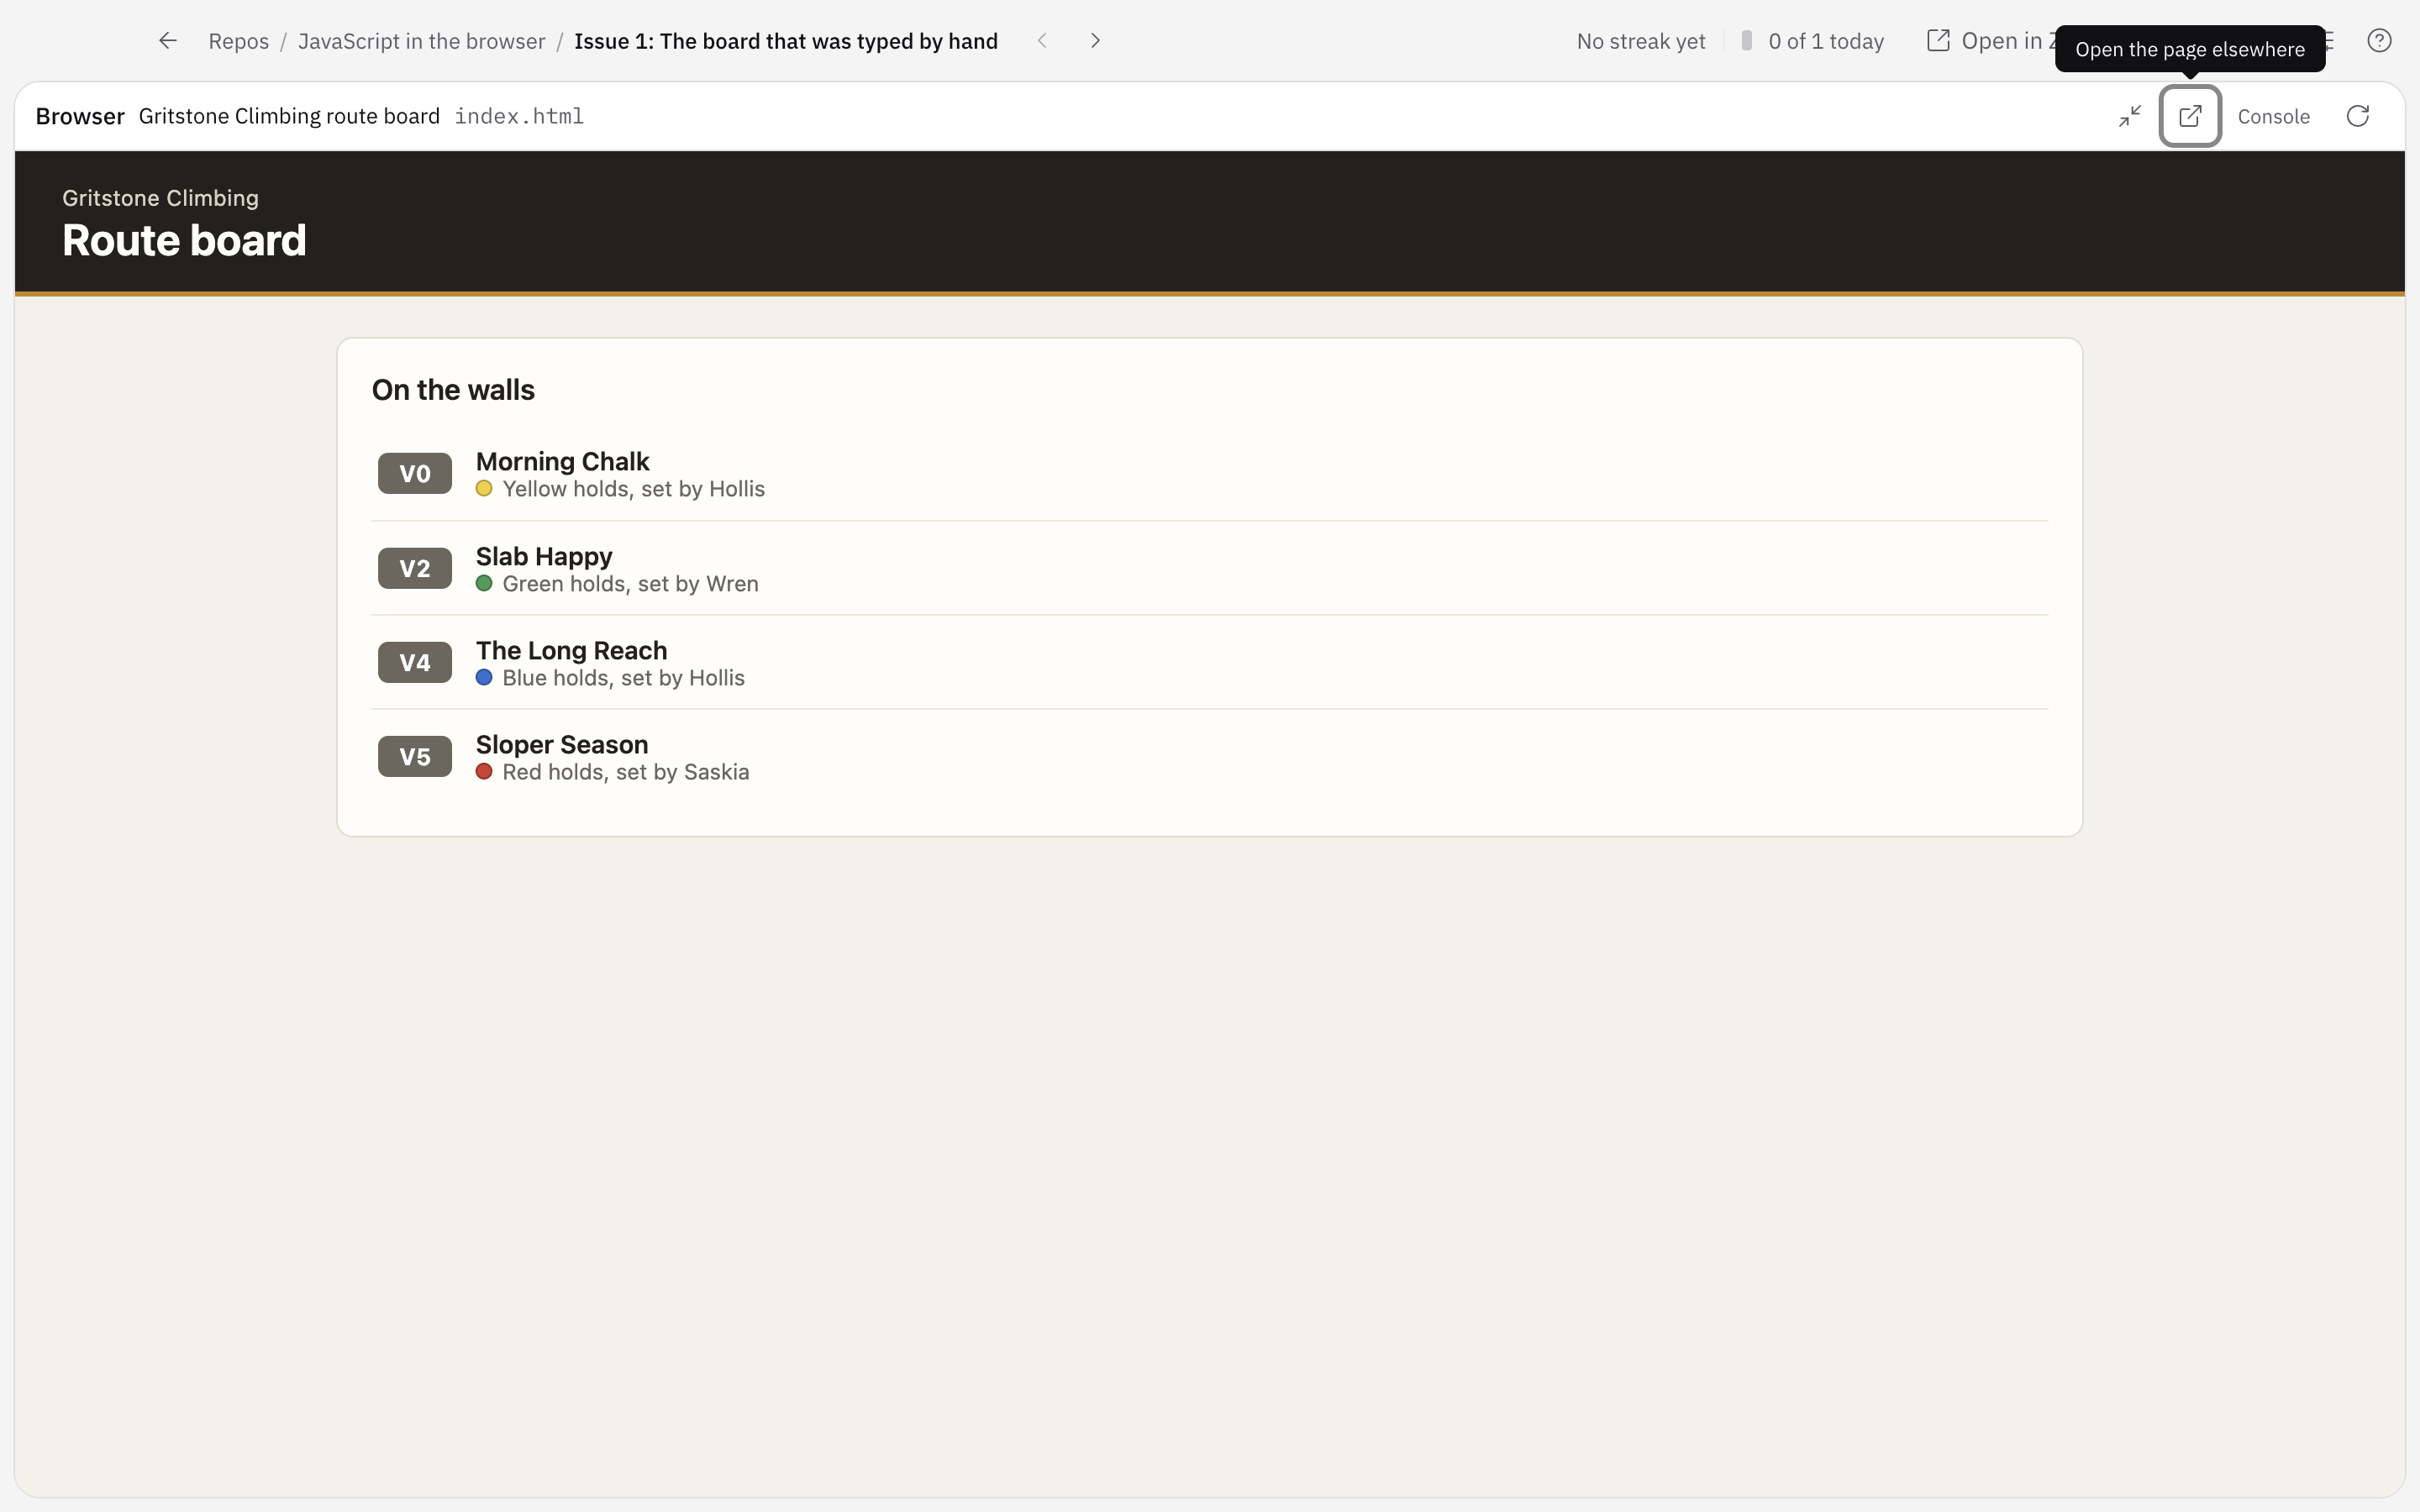 Repos / JavaScript in the browser / Issue 1: The board that was typed by hand
No streak yet
0 of 1 today
Open in
Open the page elsewhere
Browser Gritstone Climbing route board index.html
Console
Gritstone Climbing
Route board
On the walls
V0
Morning Chalk
Yellow holds, set by Hollis
V2
Slab Happy
Green holds, set by Wren
V4
The Long Reach
Blue holds, set by Hollis
V5
Sloper Season
Red holds, set by Saskia